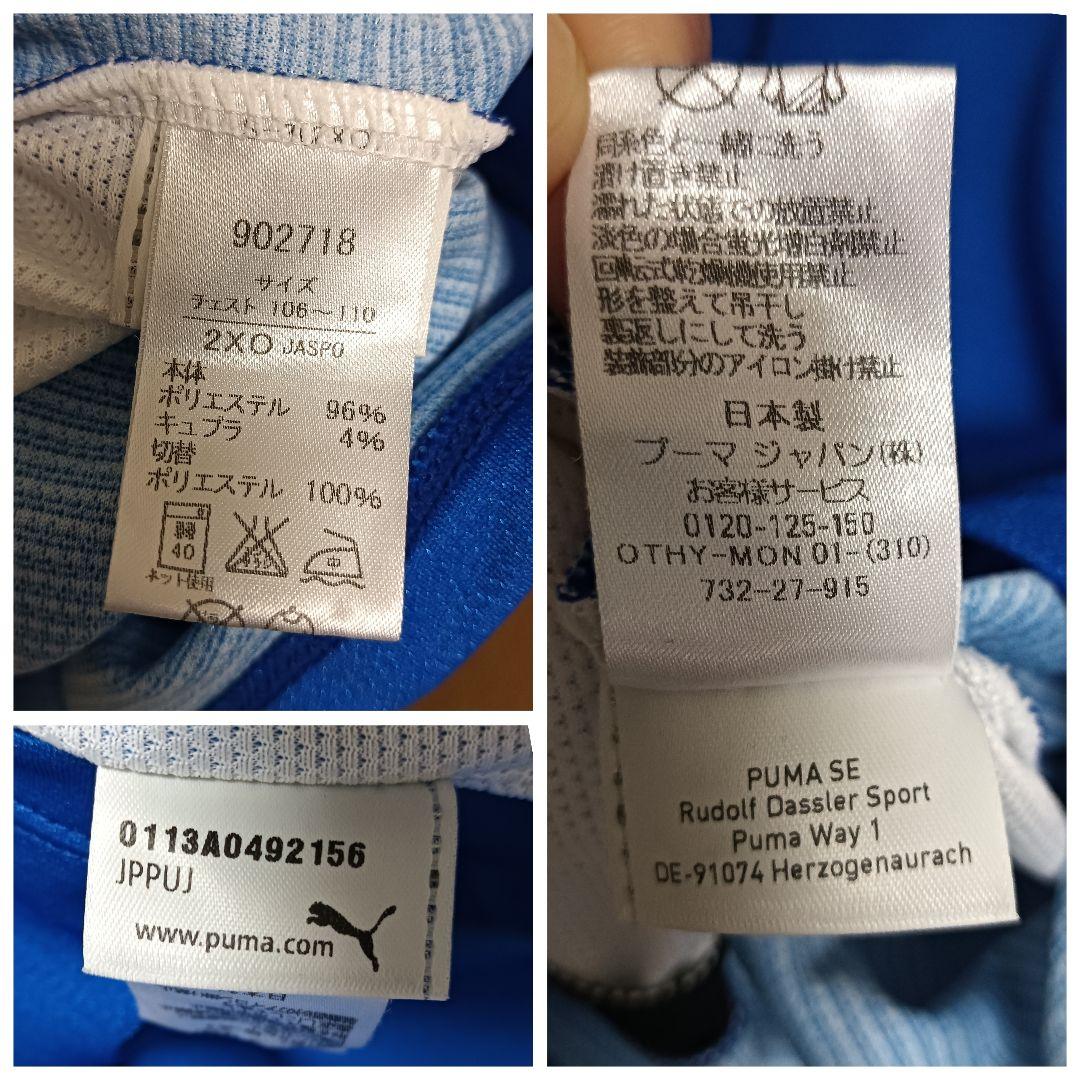 902718
サイズ
ウェスト 106～110
2XO JASPO
本体
ポリエステル 96%
キュプラ 4%
切替
ポリエステル 100%
弱
40
ネット使用
同系色と一緒に洗う
漬け置き禁止
濡れた状態での放置禁止
淡色の場合蛍光増白剤禁止
回転式乾燥機使用禁止
形を整えて吊干し
裏返しにして洗う
装飾部分のアイロン掛け禁止
日本製
プーマ ジャパン(株)
お客様サービス
0120-125-150
OTHY-MON 01-(310)
732-27-915
PUMA SE
Rudolf Dassler Sport
Puma Way 1
DE-91074 Herzogenaurach
0113A0492156
JPPUJ
www.puma.com